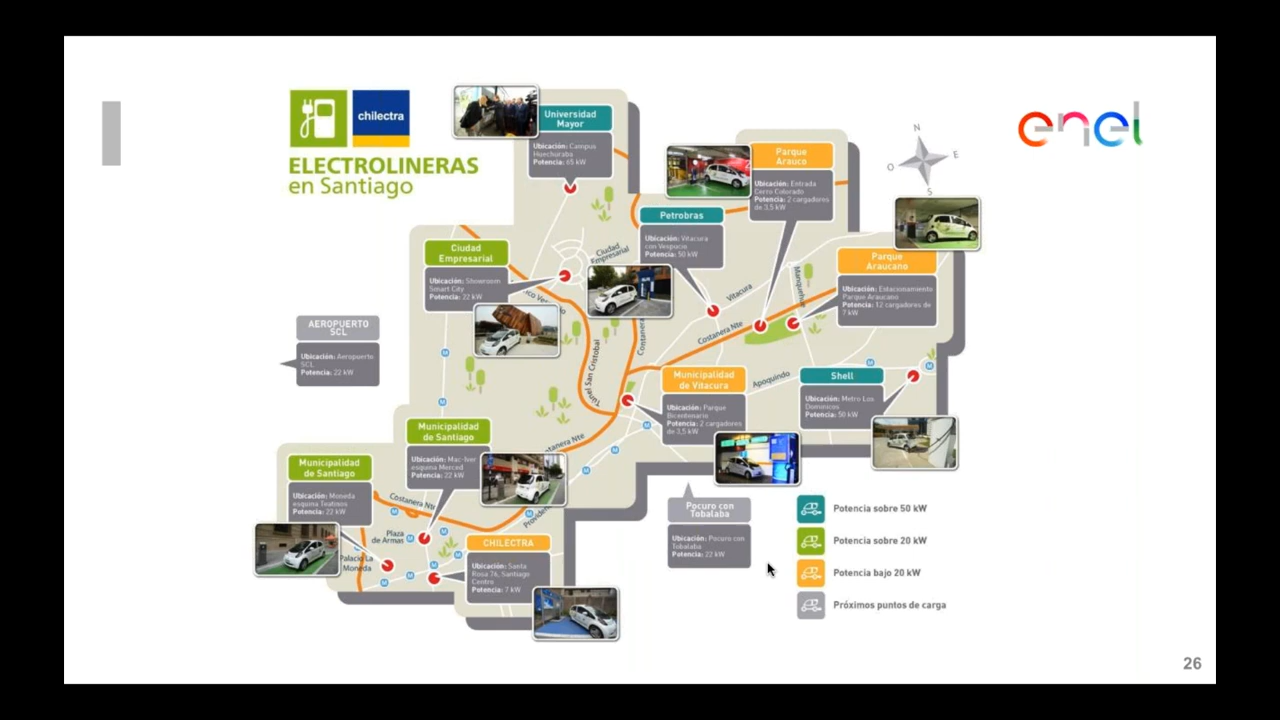 chilectra
ELECTROLINERAS
en Santiago
enel
N
E
S
O
Universidad
Mayor
Ubicación: Campus
Huechuraba
Potencia: 65 kW
Parque
Arauco
Ubicación: Entrada
Cerro Colorado
Potencia: 2 cargadores
de 3,5 kW
Petrobras
Ubicación: Vitacura
con Vespucio
Potencia: 50 kW
Ciudad
Empresarial
Ubicación: Showroom
Smart City
Potencia: 22 kW
Ciudad
Empresarial
Parque
Araucano
Ubicación: Estacionamiento
Parque Araucano
Potencia: 12 cargadores de
7 kW
Manquehue
Vitacura
Costanera Nte
Costanera
Túnel San Cristobal
AEROPUERTO
SCL
Ubicación: Aeropuerto
SCL
Potencia: 22 kW
Municipalidad
de Vitacura
Ubicación: Parque
Bicentenario
Potencia: 2 cargadores
de 3,5 kW
Apoquindo
Shell
Ubicación: Metro Los
Dominicos
Potencia: 50 kW
Municipalidad
de Santiago
Ubicación: Mac-Iver
esquina Merced
Potencia: 22 kW
Municipalidad
de Santiago
Ubicación: Moneda
esquina Teatinos
Potencia: 22 kW
Costanera Nte
Plaza
de Armas
Palacio La
Moneda
CHILECTRA
Ubicación: Santa
Rosa 76, Santiago
Centro
Potencia: 7 kW
Pocuro con
Tobalaba
Ubicación: Pocuro con
Tobalaba
Potencia: 22 kW
Potencia sobre 50 kW
Potencia sobre 20 kW
Potencia bajo 20 kW
Próximos puntos de carga
26